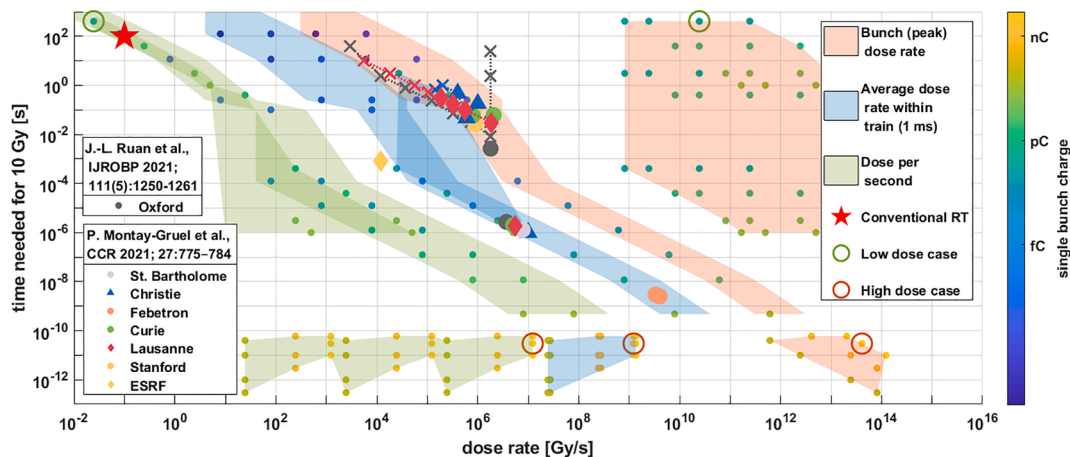 time needed for 10 Gy [s]
10²
10⁰
10⁻²
10⁻⁴
10⁻⁶
10⁻⁸
10⁻¹⁰
10⁻¹²
J.-L. Ruan et al.,
IJROBP 2021;
111(5):1250-1261
Oxford
P. Montay-Gruel et al.,
CCR 2021; 27:775–784
St. Bartholome
Christie
Febetron
Curie
Lausanne
Stanford
ESRF
Bunch (peak)
dose rate
Average dose
rate within
train (1 ms)
Dose per
second
Conventional RT
Low dose case
High dose case
10⁻²
10⁰
10²
10⁴
10⁶
10⁸
10¹⁰
10¹²
10¹⁴
10¹⁶
dose rate [Gy/s]
nC
pC
fC
single bunch charge